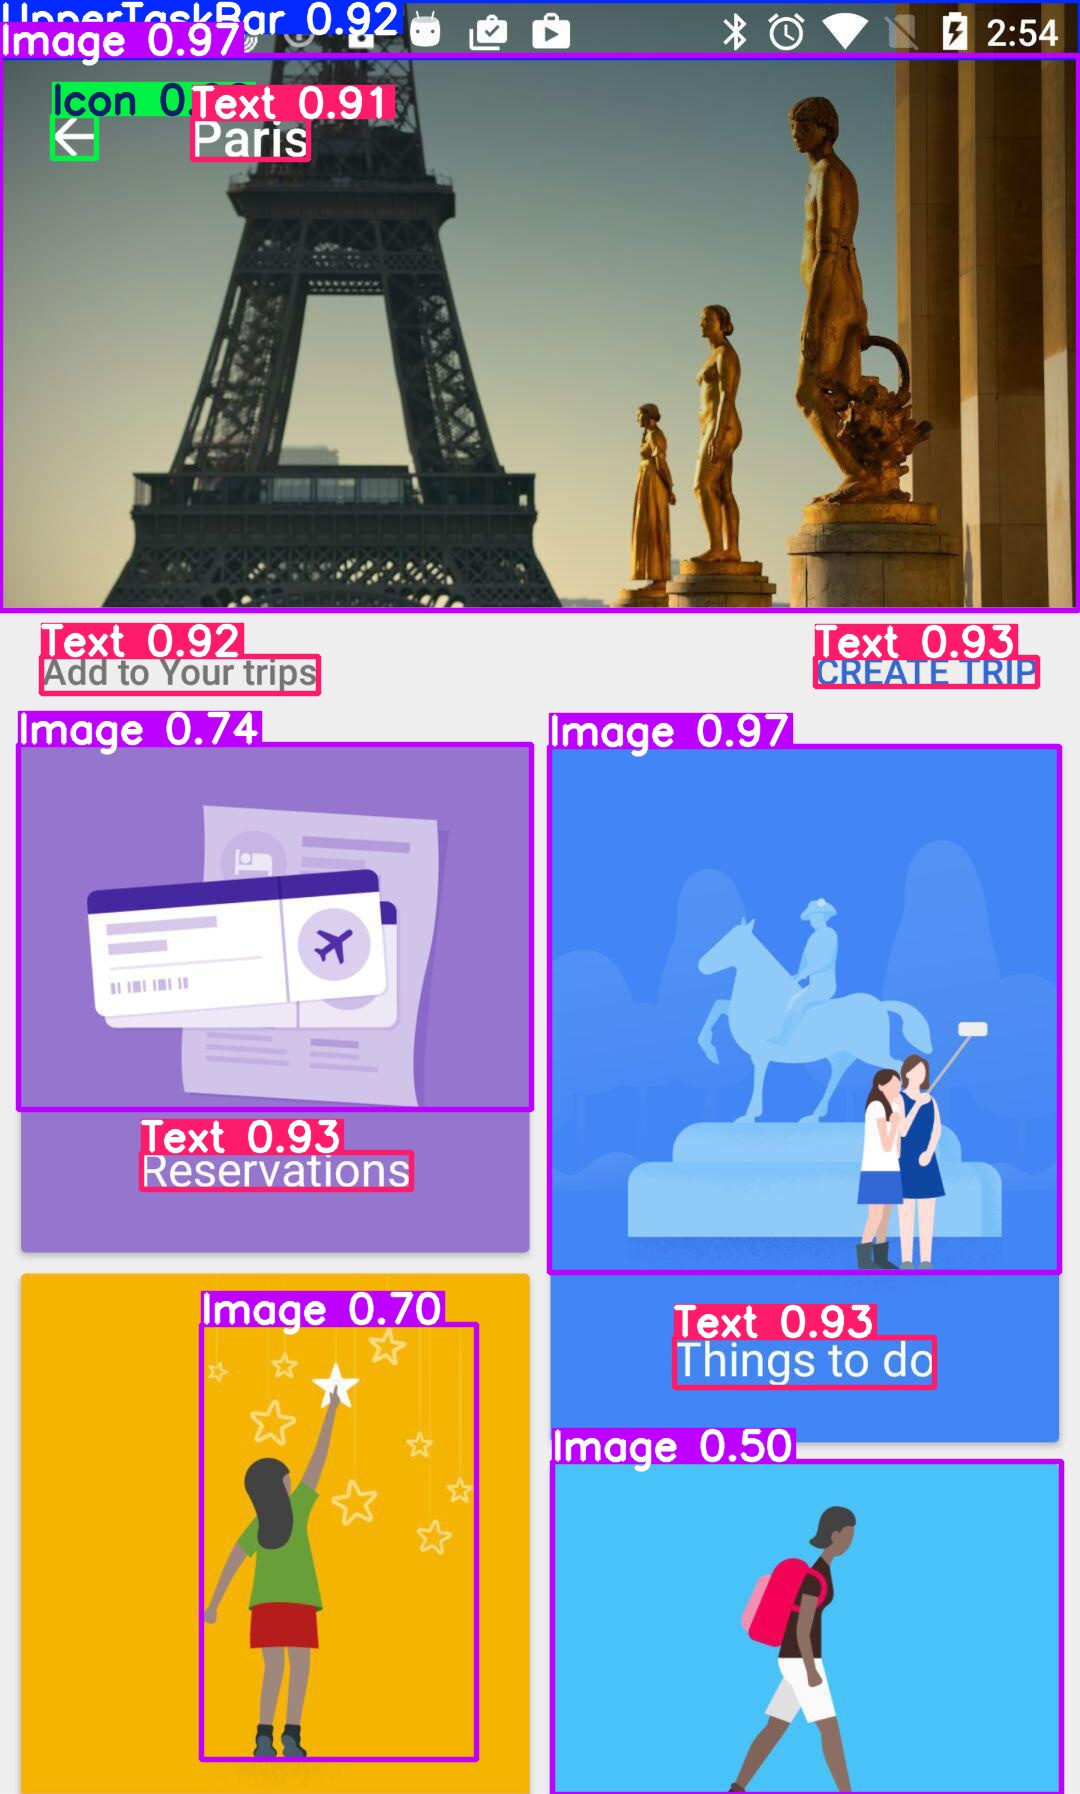 UpperTaskBar 0.92
2:54
Image 0.97
Icon
Text 0.91
Paris
Text 0.92
Text 0.93
Add to Your trips
CREATE TRIP
Image 0.74
Image 0.97
Text 0.93
Reservations
Image 0.70
Text 0.93
Things to do
Image 0.50